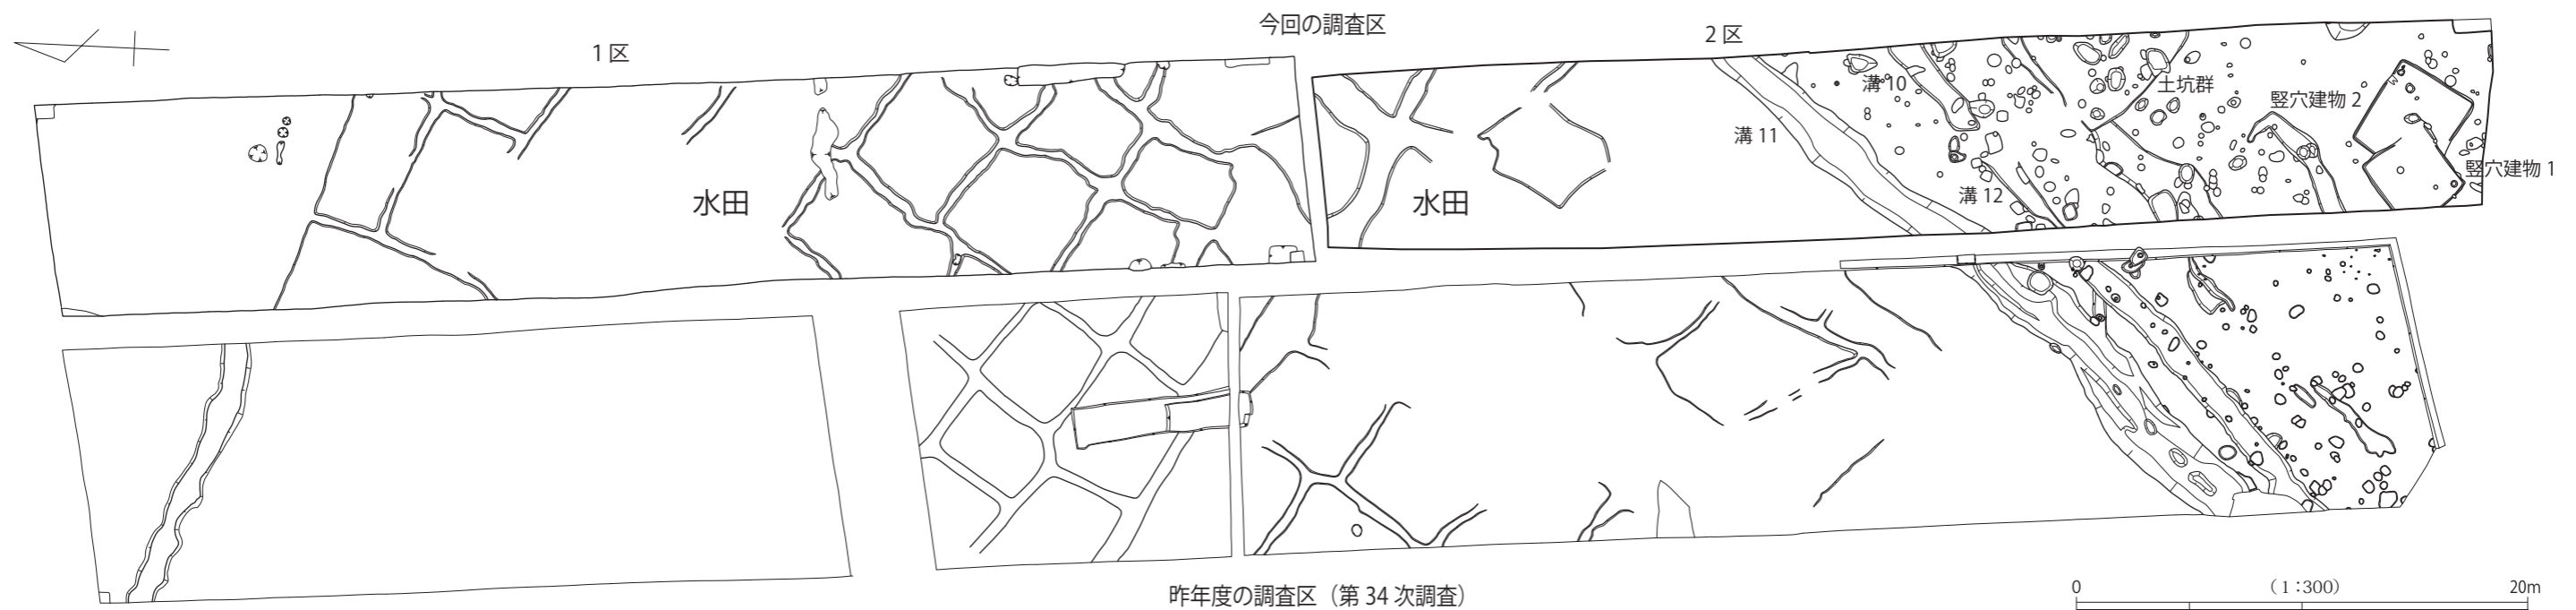 今回の調査区
1 区
2 区
溝 10
土坑群
竪穴建物 2
溝 11
竪穴建物 1
水田
水田
溝 12
昨年度の調査区（第 34 次調査）
0 （1：300） 20m